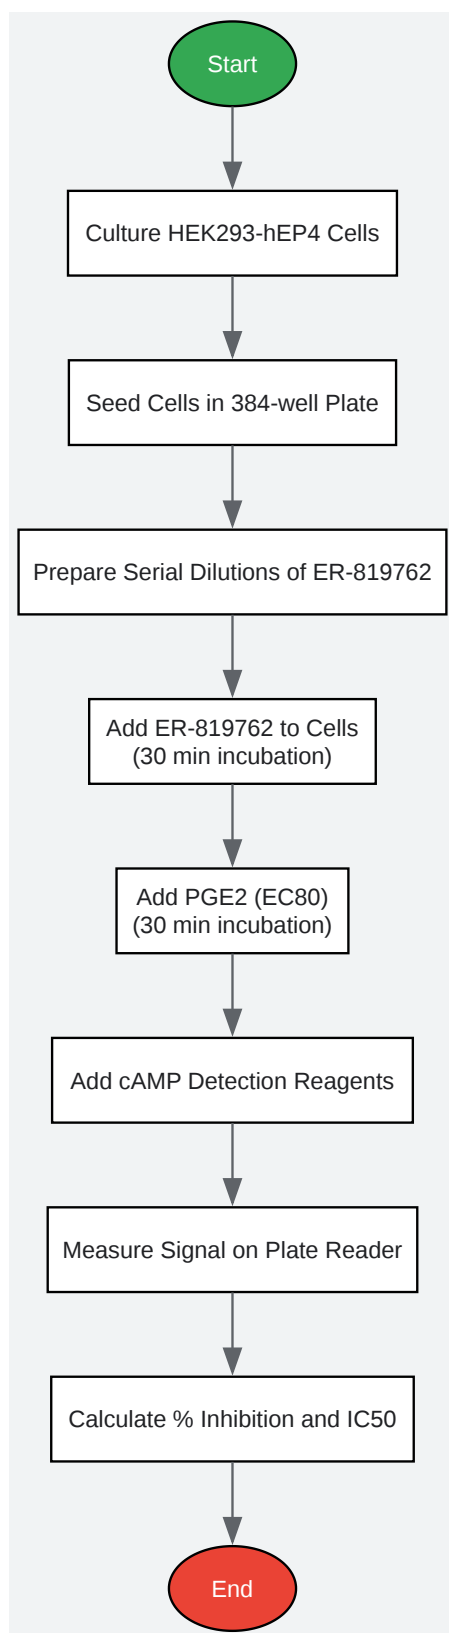 Start
Culture HEK293-hEP4 Cells
Seed Cells in 384-well Plate
Prepare Serial Dilutions of ER-819762
Add ER-819762 to Cells
(30 min incubation)
Add PGE2 (EC80)
(30 min incubation)
Add cAMP Detection Reagents
Measure Signal on Plate Reader
Calculate % Inhibition and IC50
End